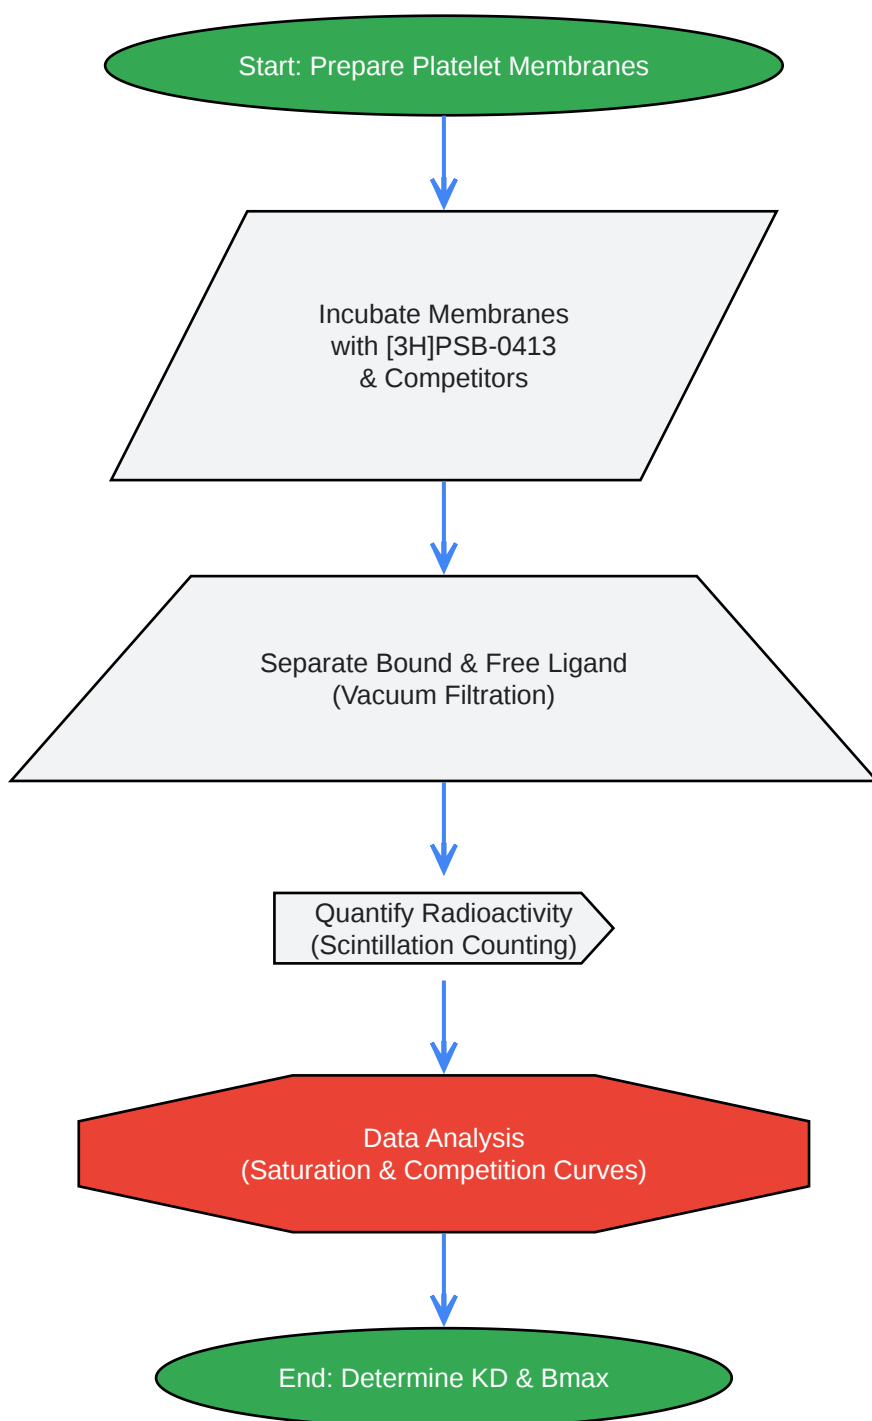 Start: Prepare Platelet Membranes
Incubate Membranes
with [3H]PSB-0413
& Competitors
Separate Bound & Free Ligand
(Vacuum Filtration)
Quantify Radioactivity
(Scintillation Counting)
Data Analysis
(Saturation & Competition Curves)
End: Determine KD & Bmax